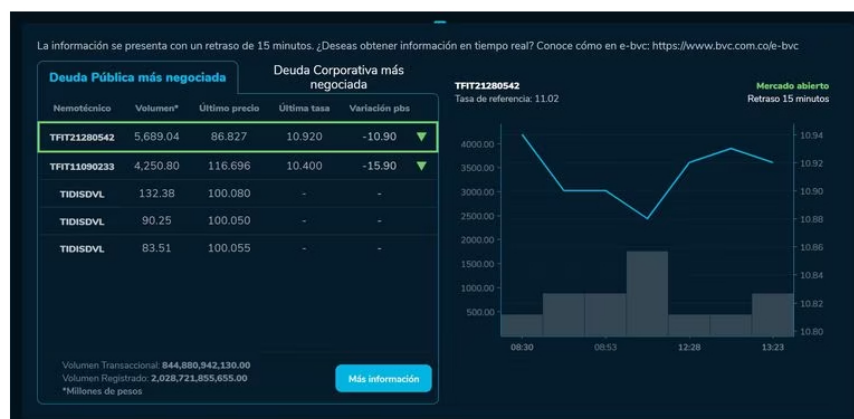 La información se presenta con un retraso de 15 minutos. ¿Deseas obtener información en tiempo real? Conoce cómo en e-bvc: https://www.bvc.com.co/e-bvc
Deuda Pública más negociada
Deuda Corporativa más
negociada
Nemotécnico Volumen* Último precio Última tasa Variación pbs
TFIT21280542 5,689.04 86.827 10.920 -10.90 ▼
TFIT11090233 4,250.80 116.696 10.400 -15.90 ▼
TIDISDVL 132.38 100.080 - -
TIDISDVL 90.25 100.050 - -
TIDISDVL 83.51 100.055 - -
Volumen Transaccional: 844,880,942,130.00
Volumen Registrado: 2,028,721,855,655.00
*Millones de pesos
Más información
TFIT21280542 Mercado abierto
Tasa de referencia: 11.02 Retraso 15 minutos
4000.00
3500.00
3000.00
2500.00
2000.00
1500.00
1000.00
500.00
10.94
10.92
10.90
10.88
10.86
10.84
10.82
10.80
08:30 08:53 12:28 13:23